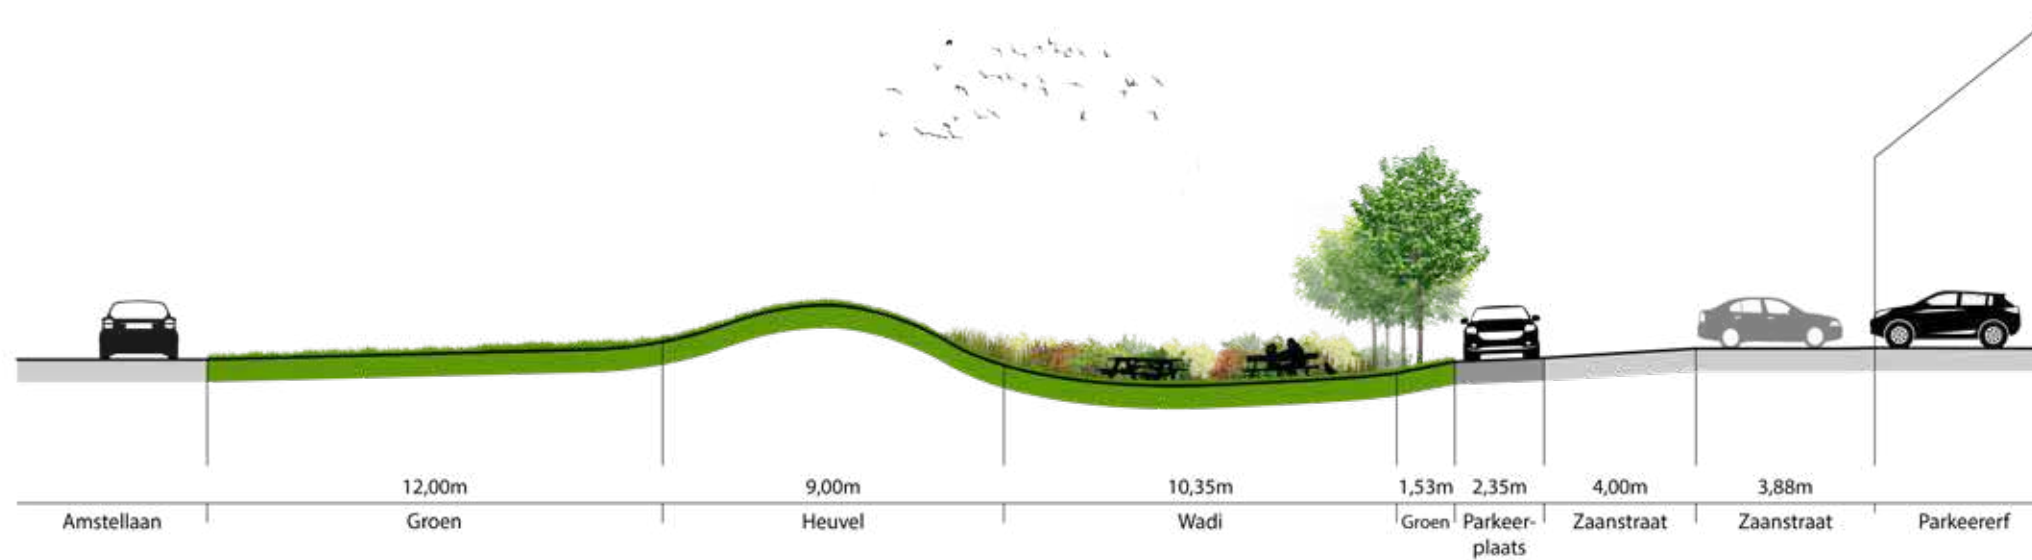 12,00m 9,00m 10,35m 1,53m 2,35m 4,00m 3,88m
Amstellaan Groen Heuvel Wadi Groen Parkeer- Zaanstraat Zaanstraat Parkeererf
plaats